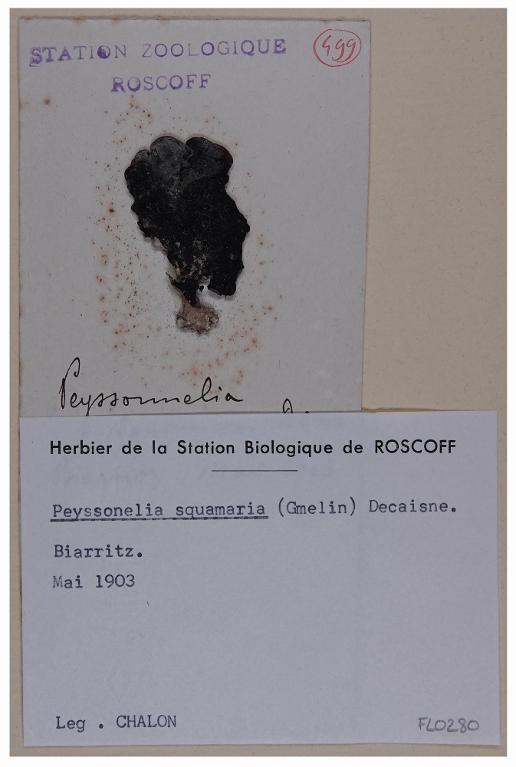 STATION ZOOLOGIQUE
ROSCOFF
499
Peyssonnelia
Herbier de la Station Biologique de ROSCOFF
Peyssonelia squamaria (Gmelin) Decaisne.
Biarritz.
Mai 1903
Leg . CHALON
FL0280